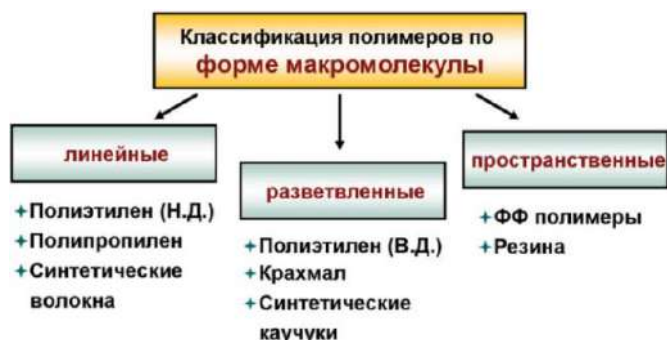 Классификация полимеров по
форме макромолекулы
линейные
Полиэтилен (Н.Д.)
Полипропилен
Синтетические
волокна
разветвленные
Полиэтилен (В.Д.)
Крахмал
Синтетические
каучуки
пространственные
ФФ полимеры
Резина